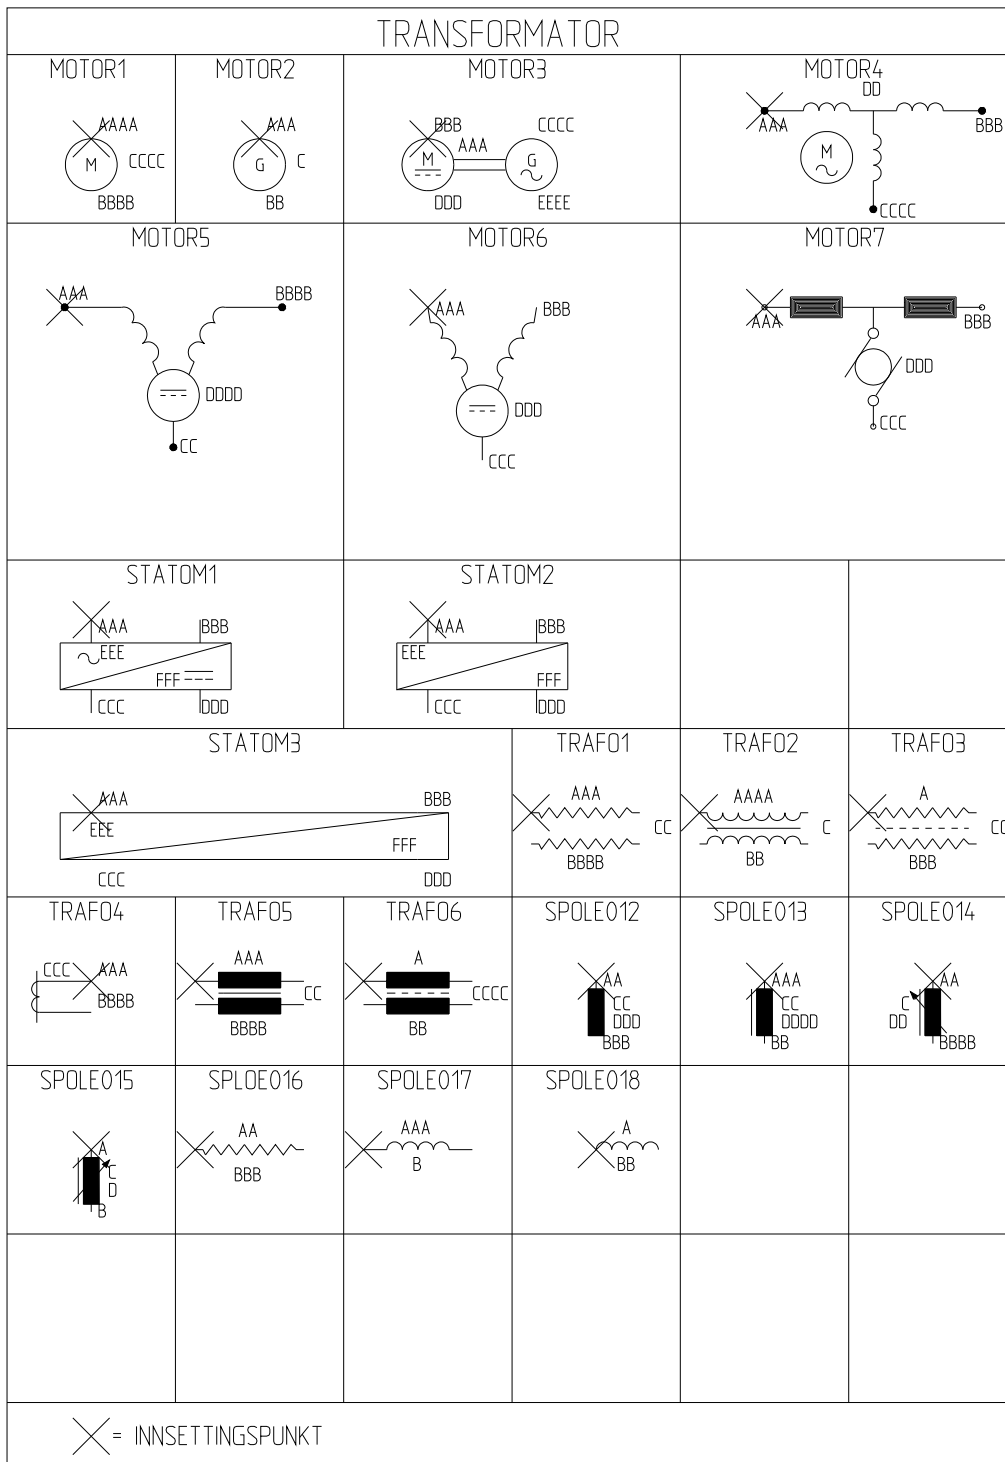 TRANSFORMATOR
MOTOR1
AAAA
M
CCCC
BBBB
MOTOR2
AAA
G
C
BB
MOTOR3
BBB
CCCC
AAA
M
G
DDD
EEEE
MOTOR4
DD
AAA
BBB
M
CCCC
MOTOR5
AAA
BBBB
DDDD
CC
MOTOR6
AAA
BBB
DDD
CCC
MOTOR7
AAA
BBB
DDD
CCC
STATOM1
AAA
BBB
EEE
FFF
CCC
DDD
STATOM2
AAA
BBB
EEE
FFF
CCC
DDD
STATOM3
AAA
BBB
EEE
FFF
CCC
DDD
TRAFO1
AAA
CC
BBBB
TRAFO2
AAAA
C
BB
TRAFO3
A
CC
BBB
TRAFO4
CCC
AAA
BBBB
TRAFO5
AAA
CC
BBBB
TRAFO6
A
CCCC
BB
SPOLE012
AA
CC
DDD
BBB
SPOLE013
AAA
CC
DDDD
BB
SPOLE014
AA
C
DD
BBBB
SPOLE015
A
C
D
B
SPLOE016
AA
BBB
SPOLE017
AAA
B
SPOLE018
A
BB
= INNSETTINGSPUNKT